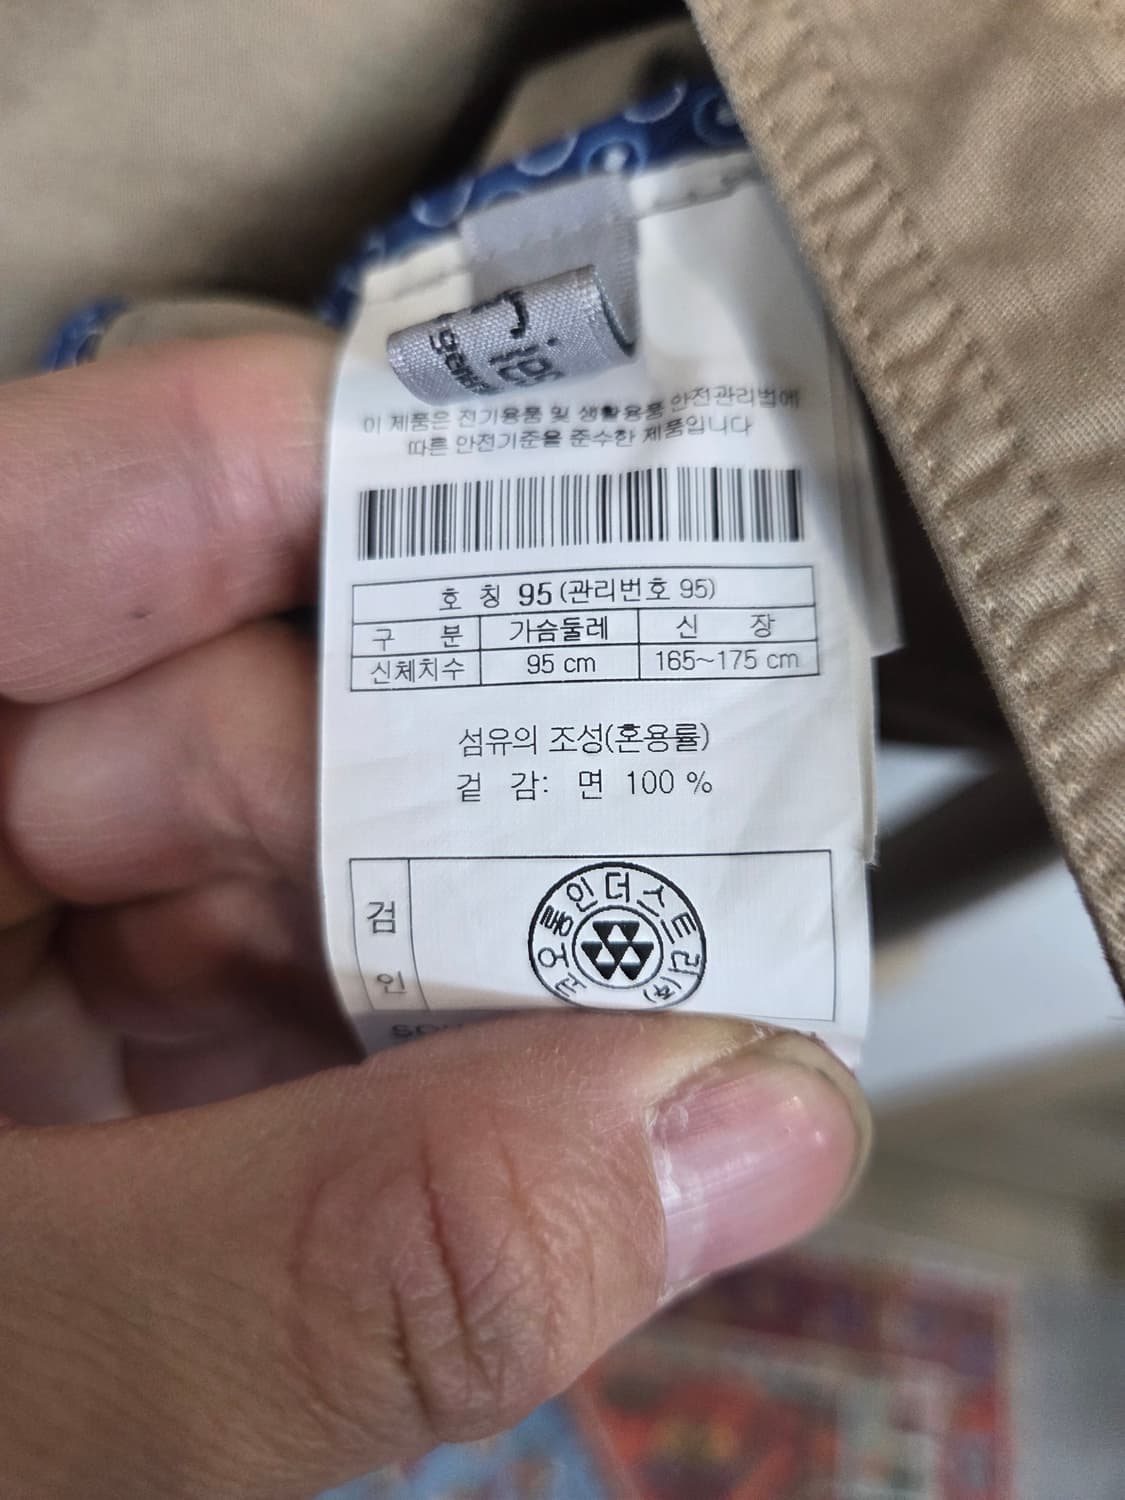 이 제품은 전기용품 및 생활용품 안전관리법에
따른 안전기준을 준수한 제품입니다
호 칭 95 (관리번호 95)
구 분 가슴둘레 신 장
신체치수 95 cm 165~175 cm
섬유의 조성(혼용률)
겉 감: 면 100 %
검
인
코오롱인더스트리(주)